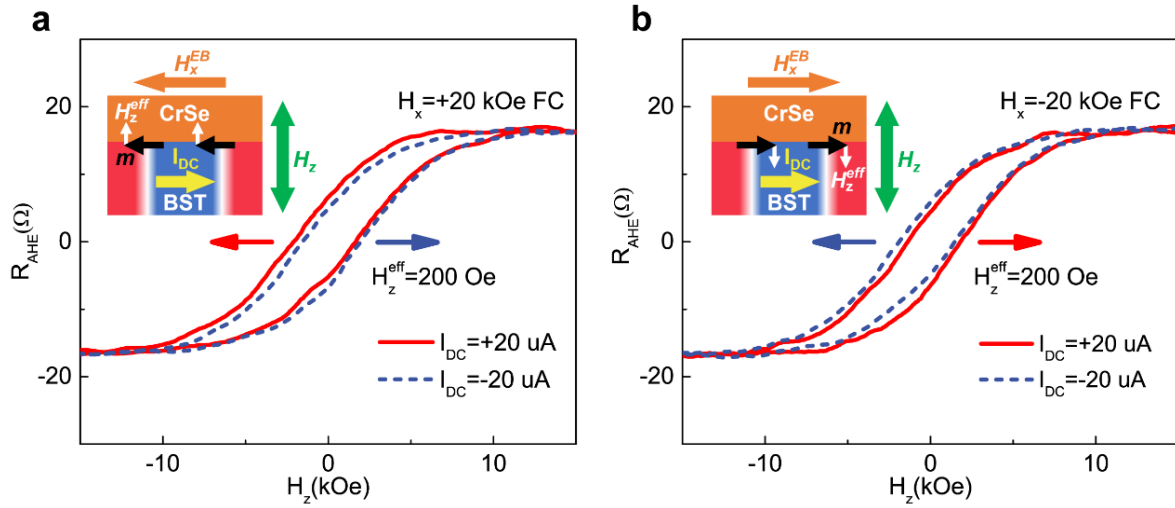 a
H_x^EB
H_z^eff
CrSe
m
I_DC
BST
H_z
H_x=+20 kOe FC
H_z^eff=200 Oe
I_DC=+20 uA
I_DC=-20 uA
20
0
-20
R_AHE(Ω)
-10
0
10
H_z(kOe)
b
H_x^EB
CrSe
m
I_DC
H_z^eff
BST
H_z
H_x=-20 kOe FC
H_z^eff=200 Oe
I_DC=+20 uA
I_DC=-20 uA
20
0
-20
R_AHE(Ω)
-10
0
10
H_z(kOe)